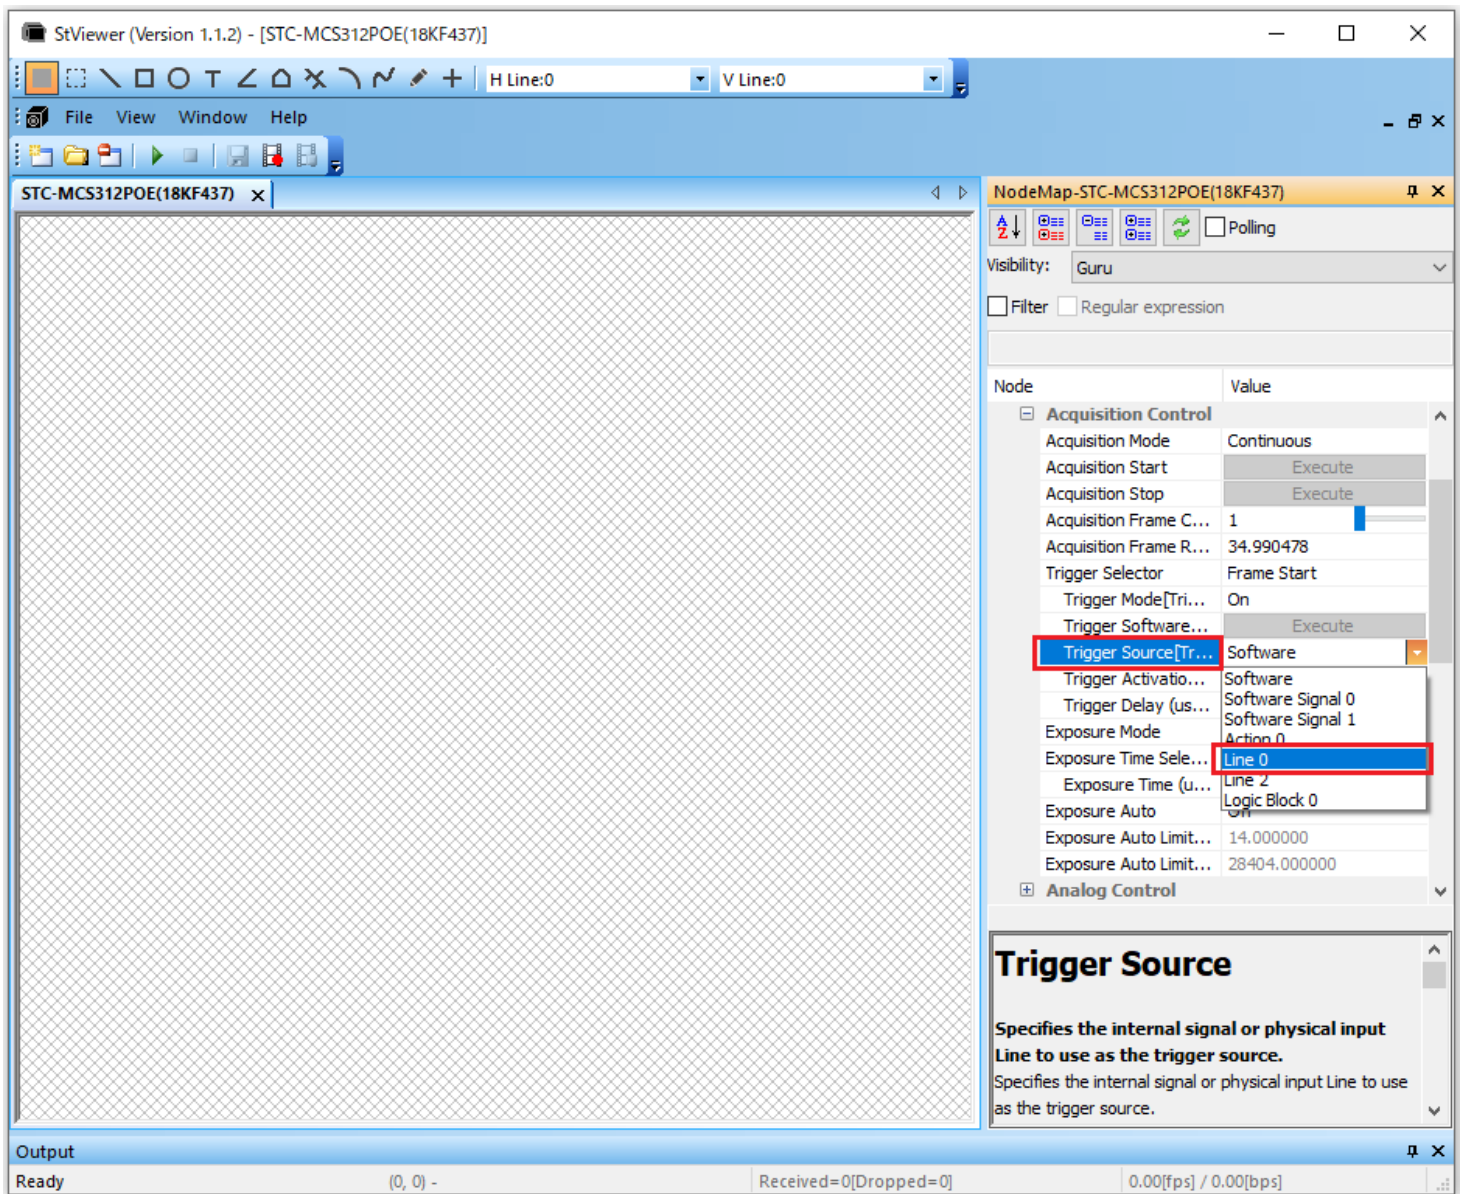 StViewer (Version 1.1.2) - [STC-MCS312POE(18KF437)]
H Line:0 V Line:0
File View Window Help
STC-MCS312POE(18KF437)
NodeMap-STC-MCS312POE(18KF437)
Polling
Visibility: Guru
Filter Regular expression
Node Value
Acquisition Control
Acquisition Mode Continuous
Acquisition Start Execute
Acquisition Stop Execute
Acquisition Frame C... 1
Acquisition Frame R... 34.990478
Trigger Selector Frame Start
Trigger Mode[Tri... On
Trigger Software... Execute
Trigger Source[Tr... Software
Trigger Activatio... Software
Software Signal 0
Trigger Delay (us... Software Signal 1
Exposure Mode Action 0
Exposure Time Sele... Line 0
Exposure Time (u... Line 2
Logic Block 0
Exposure Auto On
Exposure Auto Limit... 14.000000
Exposure Auto Limit... 28404.000000
Analog Control
Trigger Source
Specifies the internal signal or physical input
Line to use as the trigger source.
Specifies the internal signal or physical input Line to use
as the trigger source.
Output
Ready (0, 0) - Received=0[Dropped=0] 0.00[fps] / 0.00[bps]